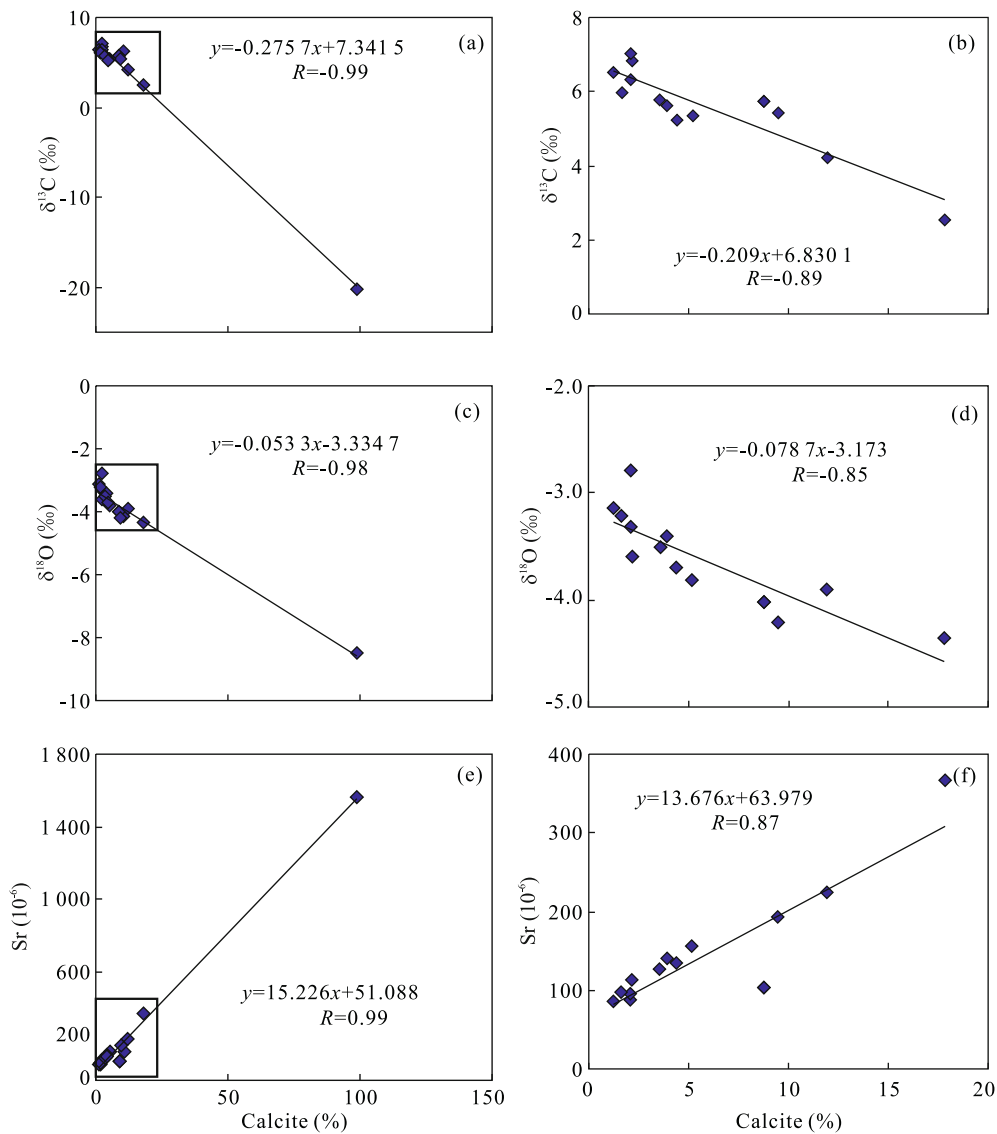 10
0
-10
-20
δ¹³C (‰)
(a)
y=-0.275 7x+7.341 5
R=-0.99
8
6
4
2
0
δ¹³C (‰)
(b)
y=-0.209x+6.830 1
R=-0.89
0
-2
-4
-6
-8
-10
δ¹⁸O (‰)
(c)
y=-0.053 3x-3.334 7
R=-0.98
-2.0
-3.0
-4.0
-5.0
δ¹⁸O (‰)
(d)
y=-0.078 7x-3.173
R=-0.85
1 800
1 400
1 000
600
200
0
Sr (10⁻⁶)
(e)
y=15.226x+51.088
R=0.99
0 50 100 150
Calcite (%)
400
300
200
100
0
Sr (10⁻⁶)
(f)
y=13.676x+63.979
R=0.87
0 5 10 15 20
Calcite (%)